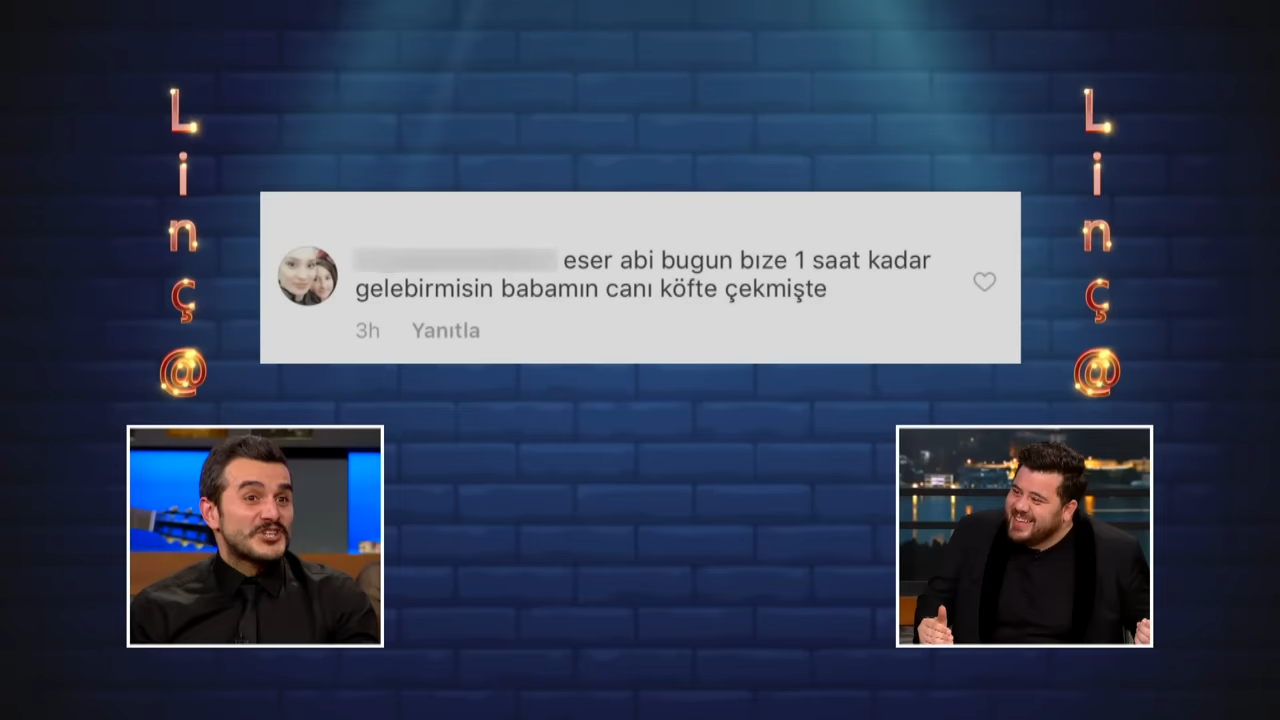 Linç@
Linç@
eser abi bugun bıze 1 saat kadar
gelebirmisin babamın canı köfte çekmişte
3h Yanıtla